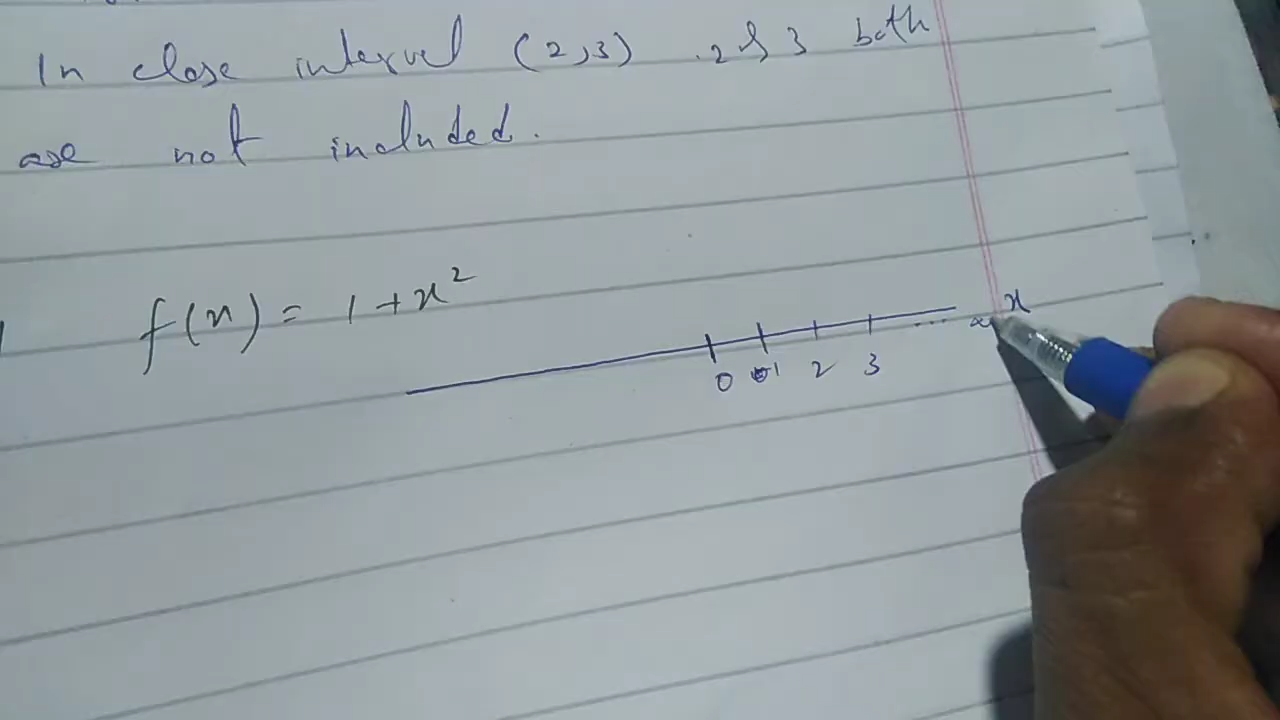 In close interval (2,3) . 2 & 3 both
are not included.
f(x) = 1 + x²
x
0 1 2 3 ... ∞